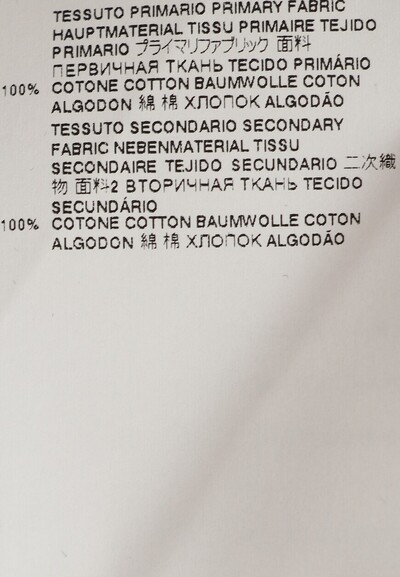 TESSUTO PRIMARIO PRIMARY FABRIC
HAUPTMATERIAL TISSU PRIMAIRE TEJIDO
PRIMARIO プライマリファブリック 面料
ПЕРВИЧНАЯ ТКАНЬ TECIDO PRIMÁRIO
100% COTONE COTTON BAUMWOLLE COTON
ALGODON 綿 棉 ХЛОПОК ALGODÃO
TESSUTO SECONDARIO SECONDARY
FABRIC NEBENMATERIAL TISSU
SECONDAIRE TEJIDO SECUNDARIO 二次織
物 面料2 ВТОРИЧНАЯ ТКАНЬ TECIDO
SECUNDÁRIO
100% COTONE COTTON BAUMWOLLE COTON
ALGODON 綿 棉 ХЛОПОК ALGODÃO